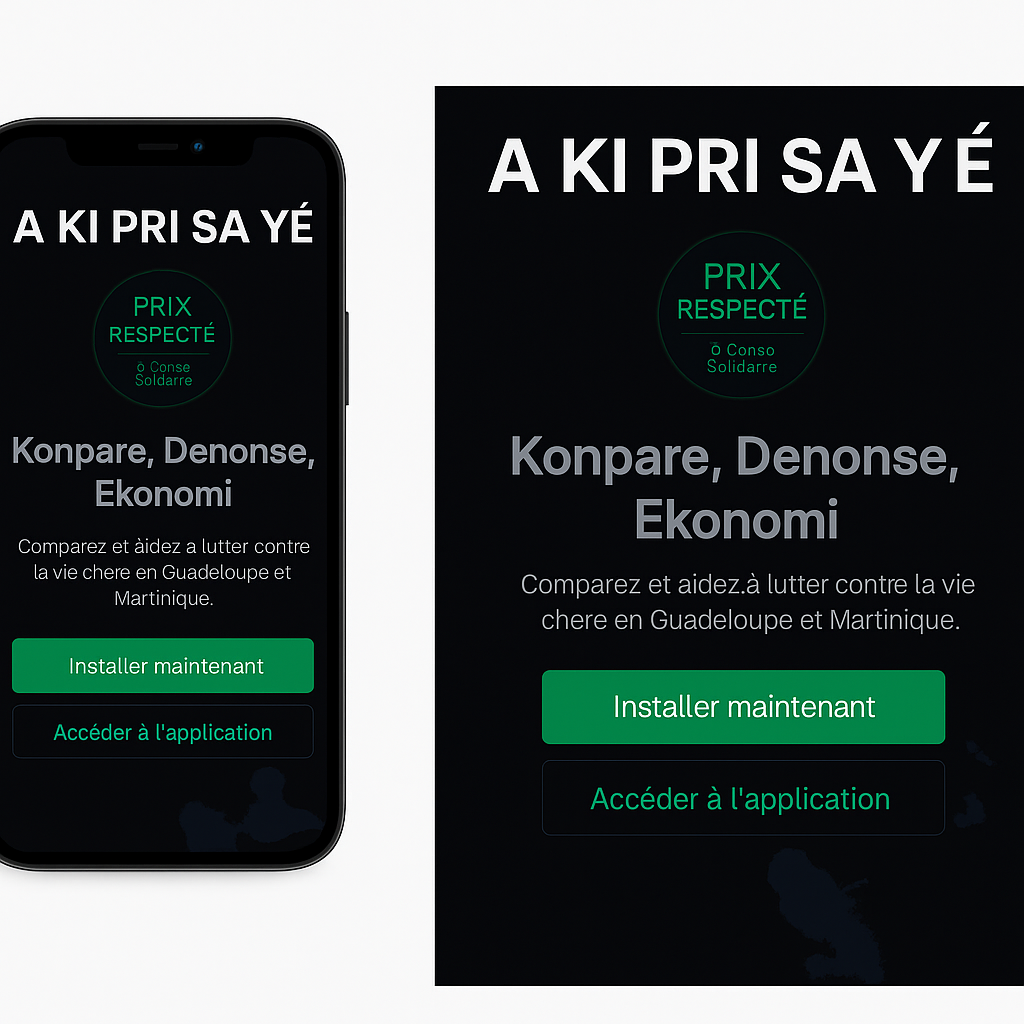 A KI PRI SA YÉ
PRIX
RESPECTÉ
ŏ Conse
Soldarre
Konpare, Denonse,
Ekonomi
Comparez et àidez a lutter contre
la vie chere en Guadeloupe et
Martinique.
Installer maintenant
Accéder à l'application
A KI PRI SA YÉ
PRIX
RESPECTÉ
ŏ Conso
Solidarre
Konpare, Denonse,
Ekonomi
Comparez et aidez.à lutter contre la vie
chere en Guadeloupe et Martinique.
Installer maintenant
Accéder à l'application